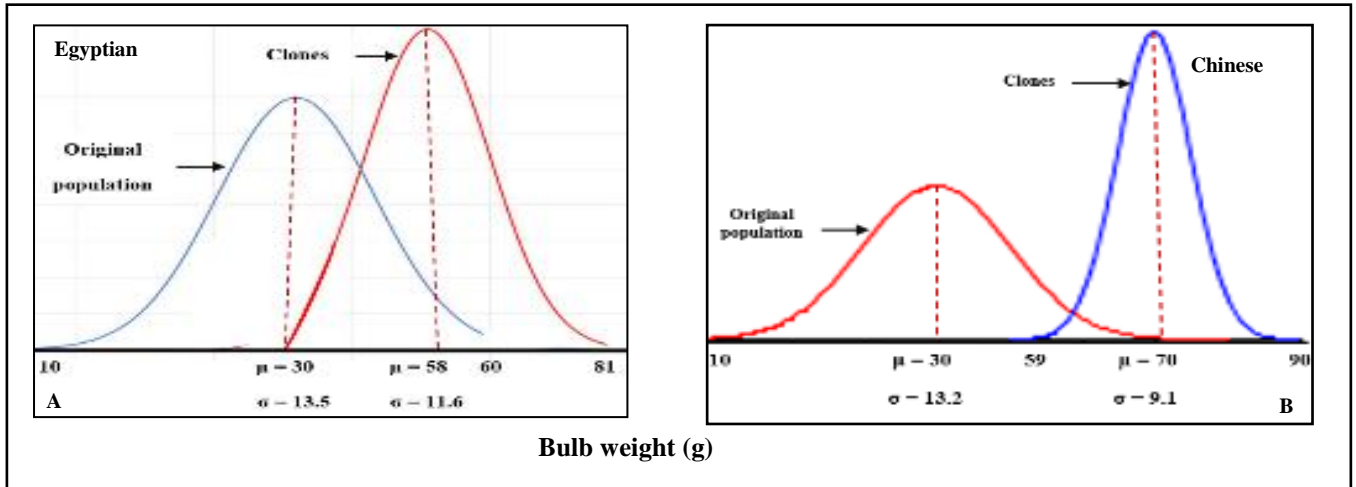 Egyptian
Clones
Original
population
10
μ – 30
μ – 58
60
81
σ – 13.5
σ – 11.6
A
Chinese
Clones
Original
population
10
μ – 30
59
μ – 70
90
σ – 13.2
σ – 9.1
B
Bulb weight (g)